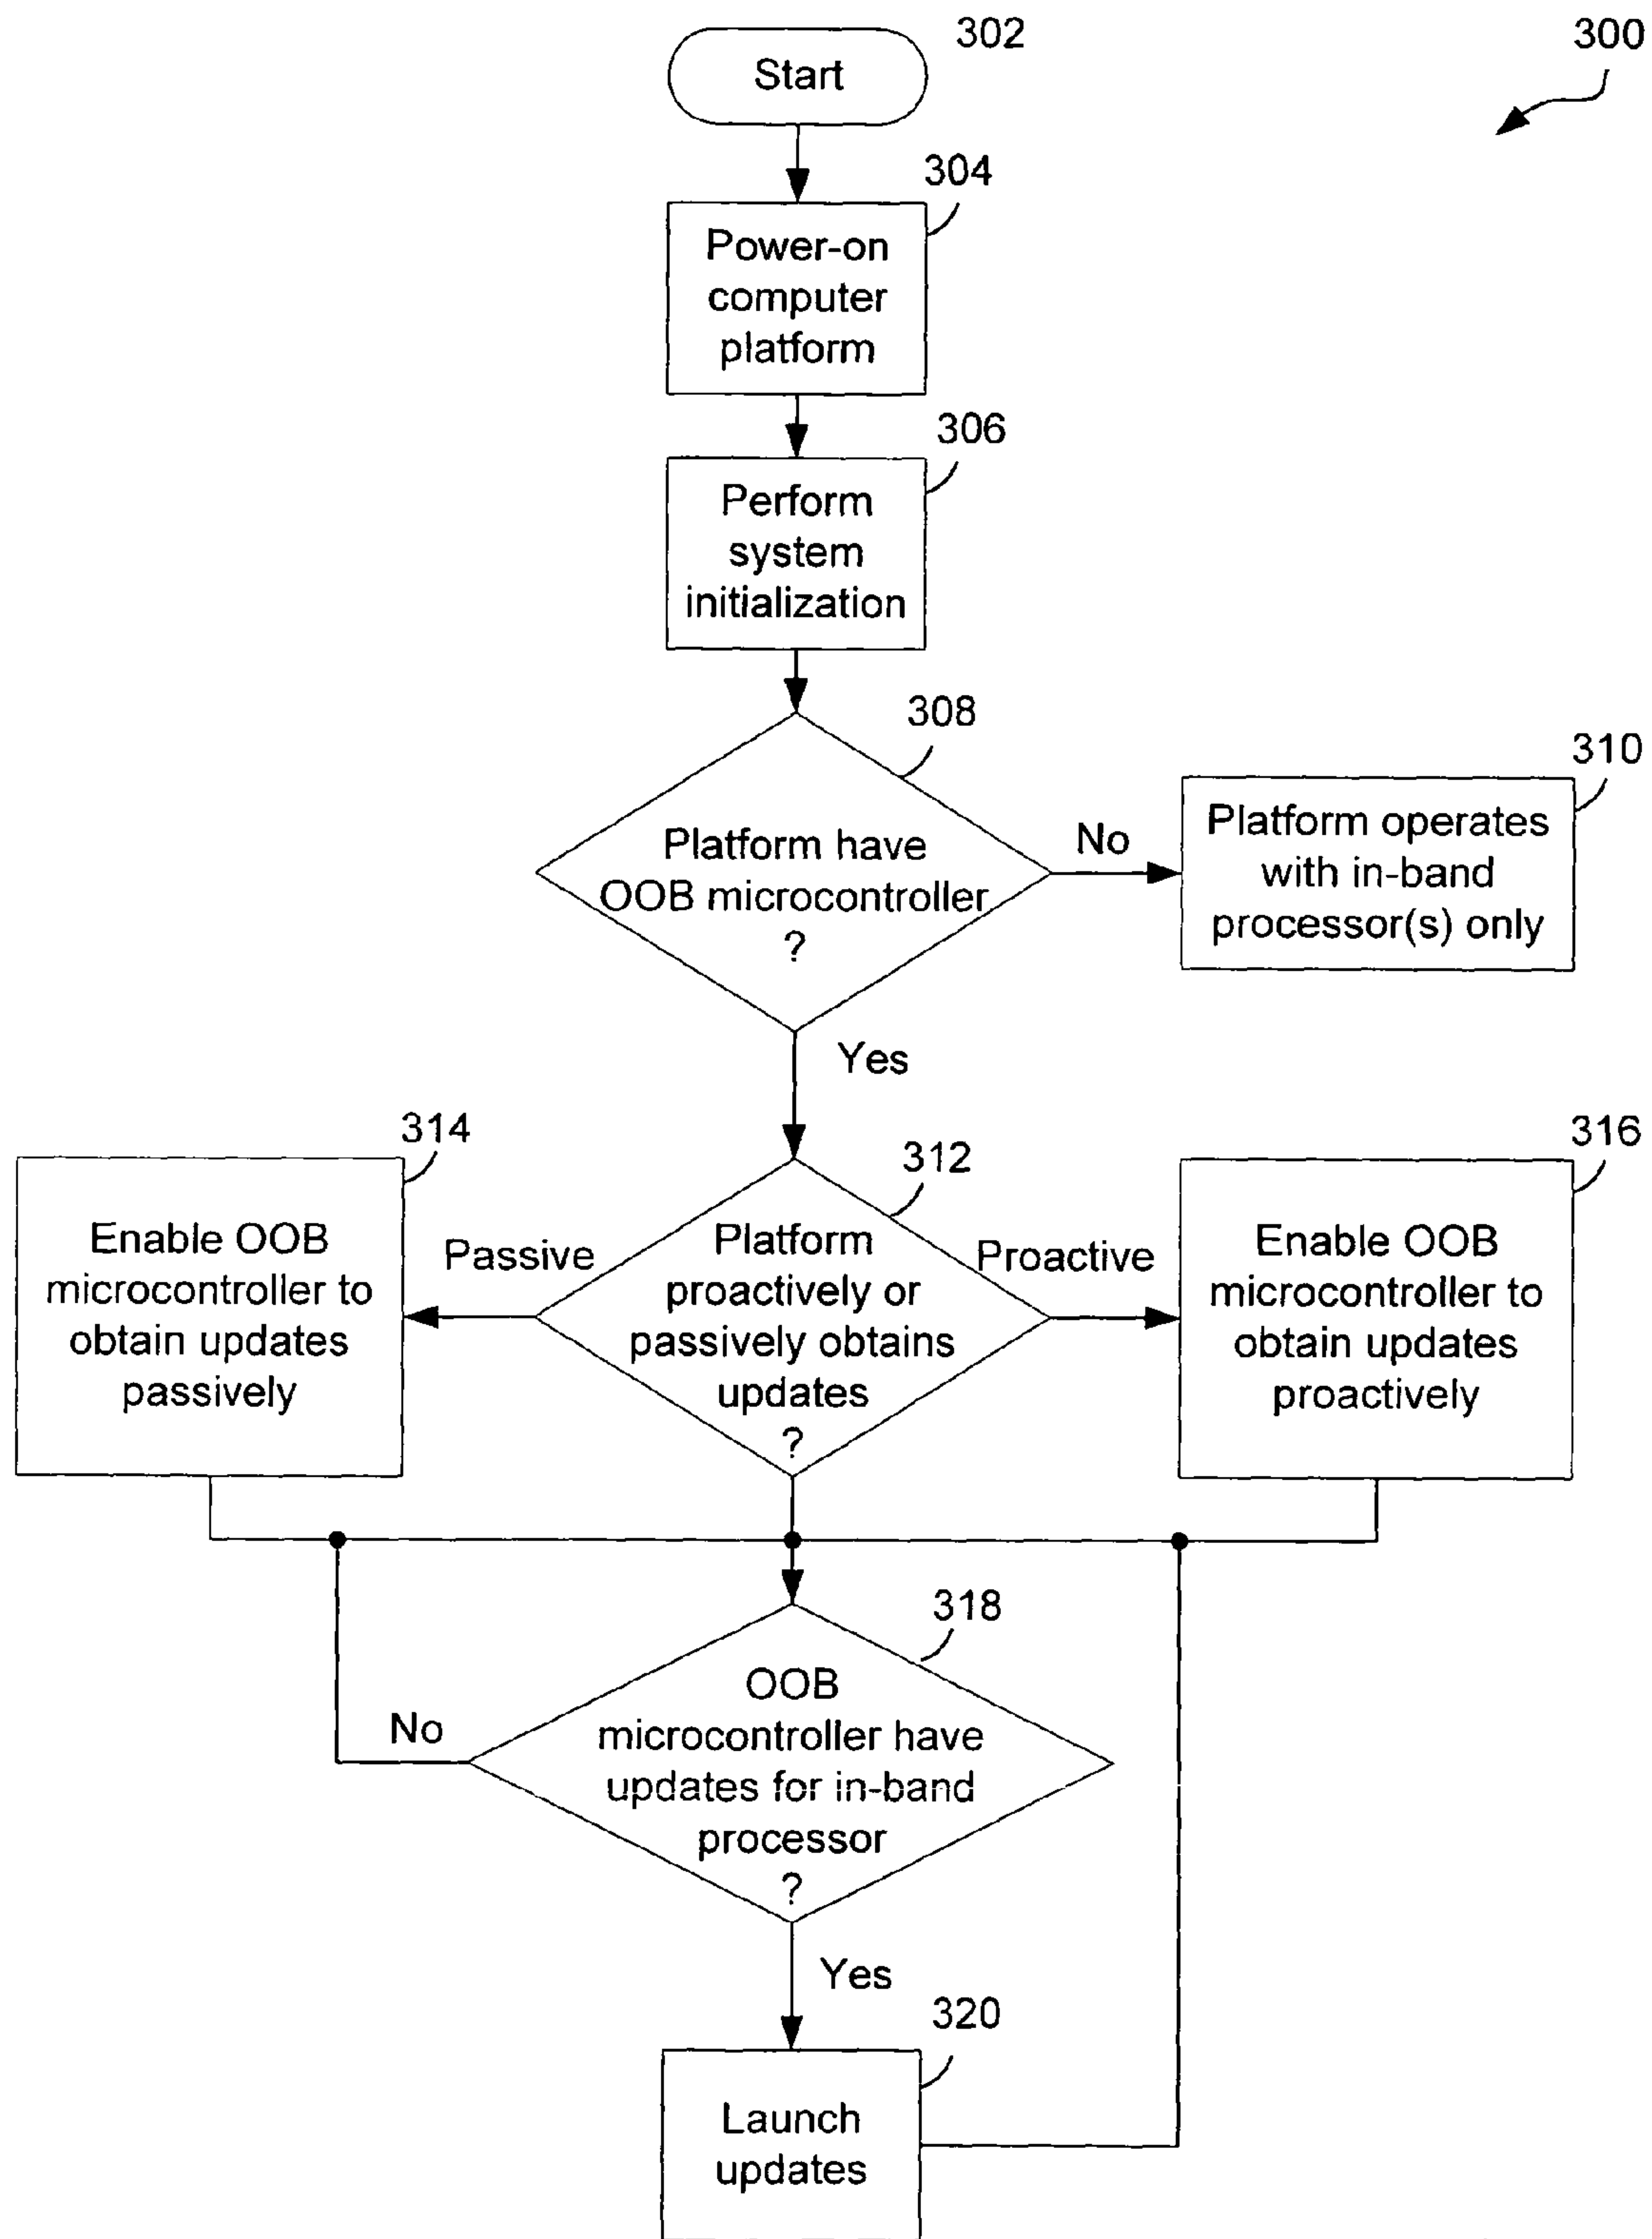 302
300
Start
304
Power-on
computer
platform
306
Perform
system
initialization
308
310
Platform have
OOB microcontroller
?
No
Platform operates
with in-band
processor(s) only
Yes
314
312
316
Enable OOB
microcontroller to
obtain updates
passively
Passive
Platform
proactively or
passively obtains
updates
?
Proactive
Enable OOB
microcontroller to
obtain updates
proactively
318
OOB
microcontroller have
updates for in-band
processor
?
No
Yes
320
Launch
updates